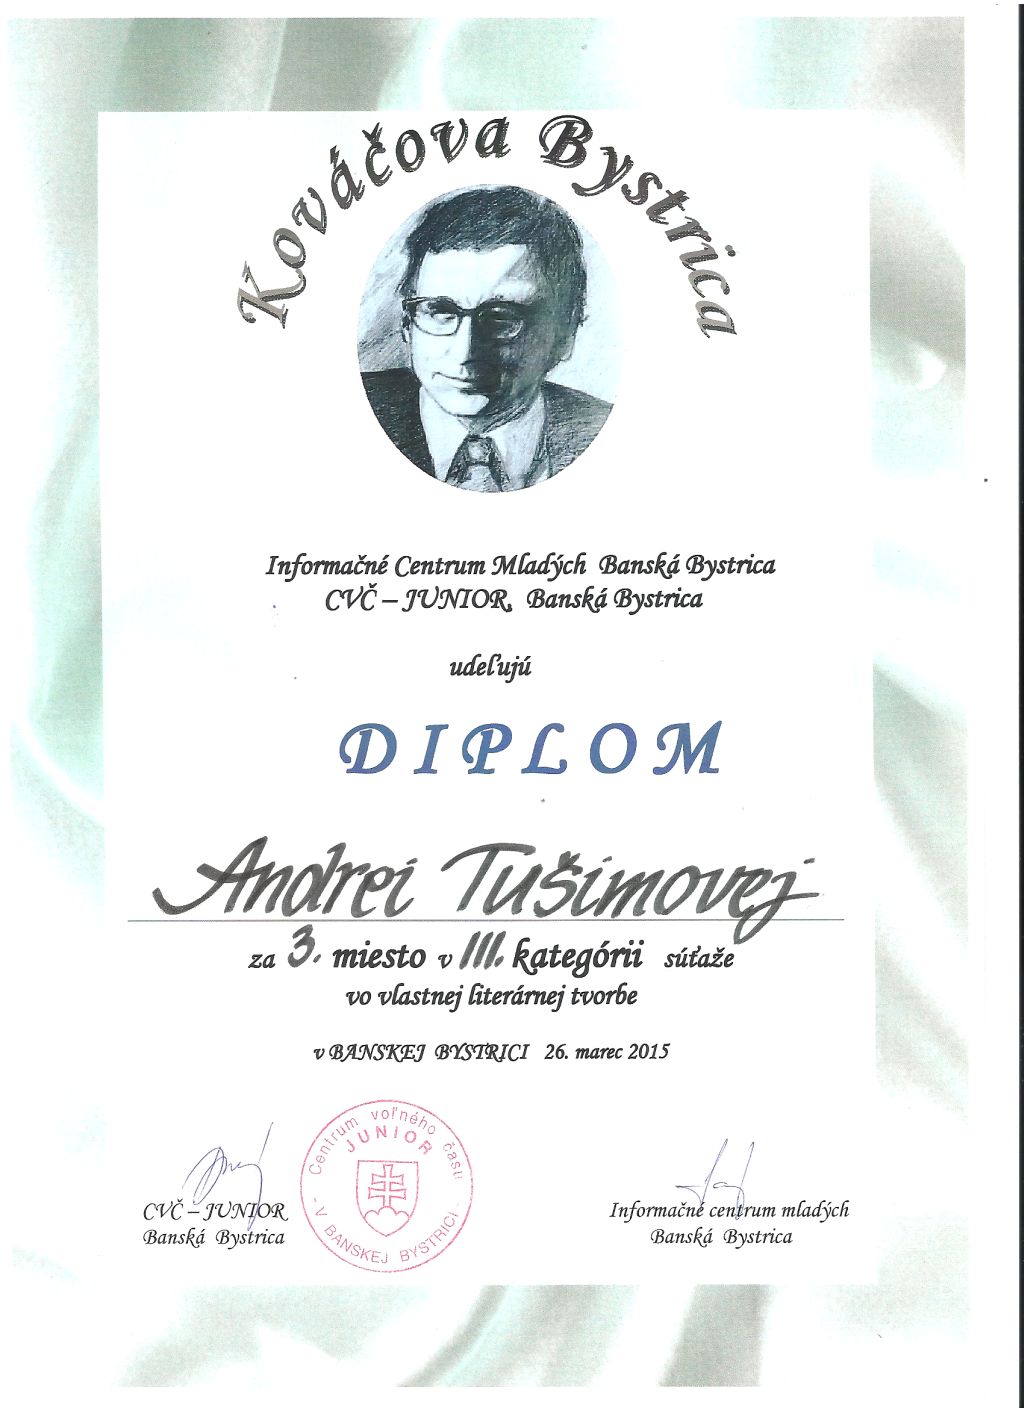 Kováčova Bystrica
Informačné Centrum Mladých Banská Bystrica
CVČ – JUNIOR, Banská Bystrica
udeľujú
DIPLOM
Andrei Tušimovej
za 3. miesto v III. kategórii súťaže
vo vlastnej literárnej tvorbe
v BANSKEJ BYSTRICI 26. marec 2015
Centrum voľného času
JUNIOR
- V BANSKEJ BYSTRICI -
CVČ – JUNIOR
Banská Bystrica
Informačné centrum mladých
Banská Bystrica